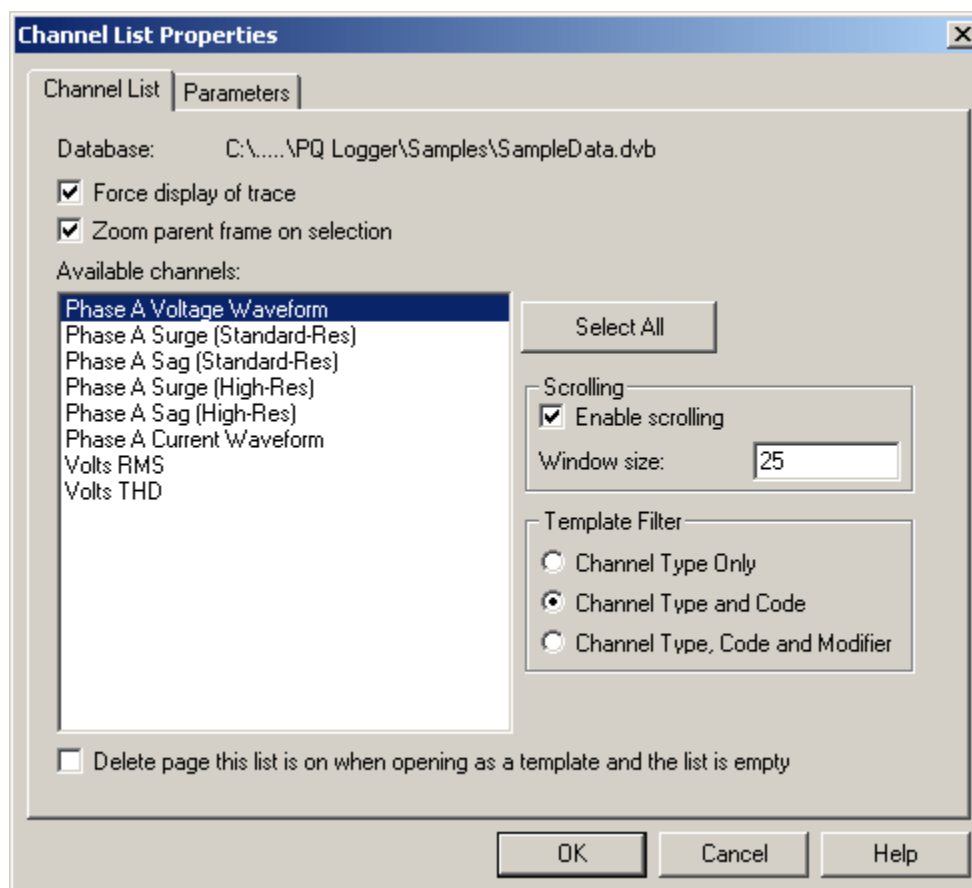 Channel List Properties
Channel List
Parameters
Database: C:\.....\PQ Logger\Samples\SampleData.dvb
Force display of trace
Zoom parent frame on selection
Available channels:
Phase A Voltage Waveform
Phase A Surge (Standard-Res)
Phase A Sag (Standard-Res)
Phase A Surge (High-Res)
Phase A Sag (High-Res)
Phase A Current Waveform
Volts RMS
Volts THD
Select All
Scrolling
Enable scrolling
Window size: 25
Template Filter
Channel Type Only
Channel Type and Code
Channel Type, Code and Modifier
Delete page this list is on when opening as a template and the list is empty
OK
Cancel
Help